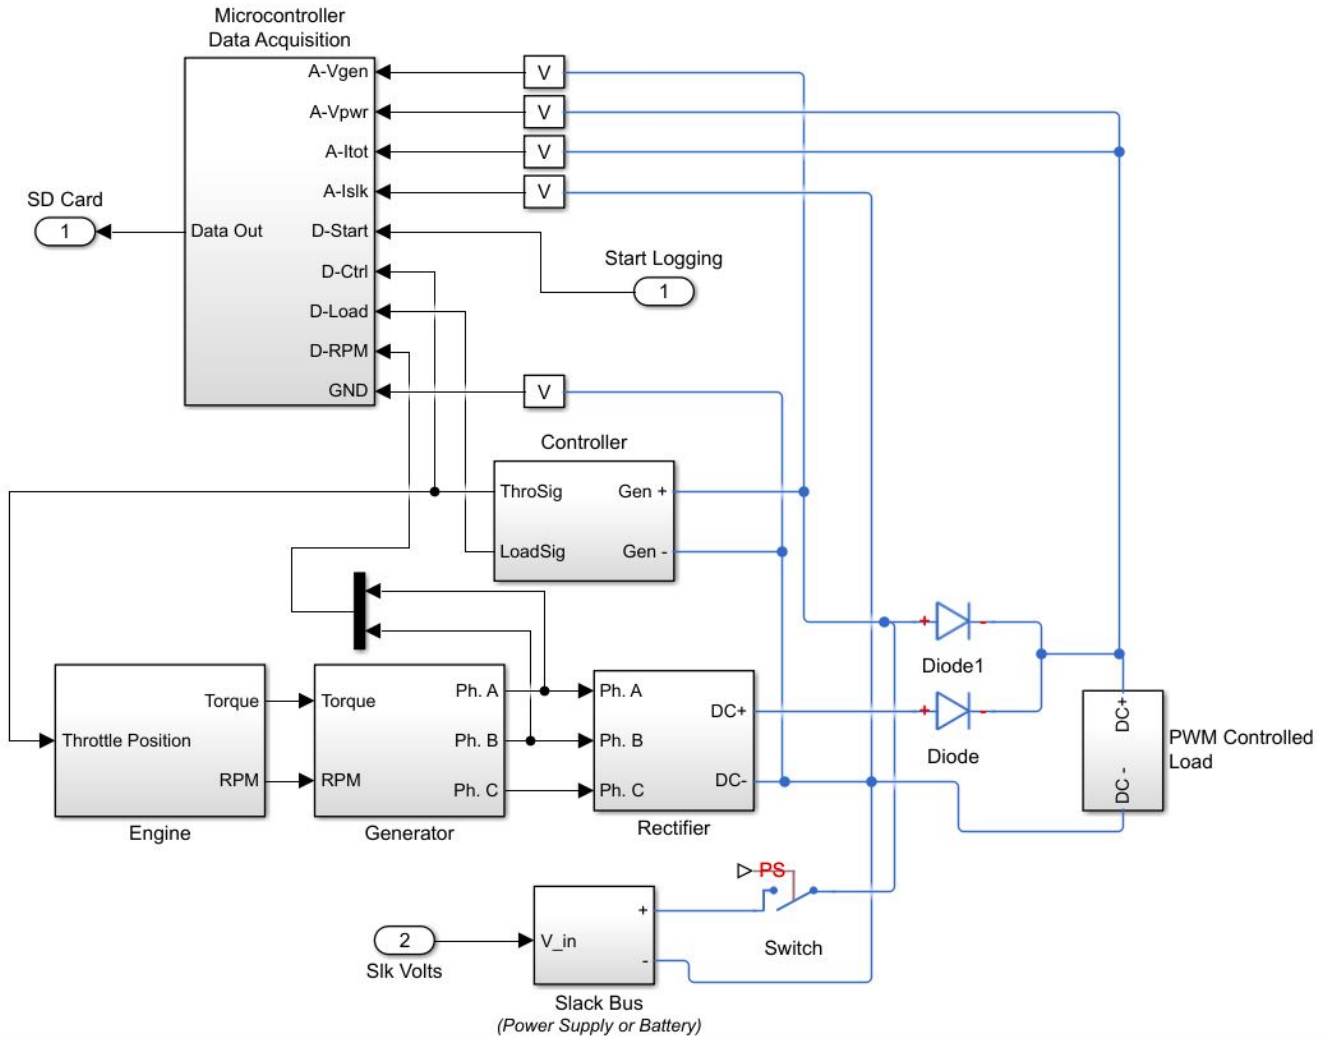 Microcontroller
Data Acquisition
A-Vgen
V
A-Vpwr
V
A-Itot
V
A-Islk
V
SD Card
1
Data Out
D-Start
Start Logging
1
D-Ctrl
D-Load
D-RPM
GND
V
Controller
ThroSig
Gen +
LoadSig
Gen -
+
-
Diode1
Torque
Torque
Ph. A
Ph. A
DC+
+
-
DC+
Throttle Position
Ph. B
Ph. B
Diode
PWM Controlled
Load
RPM
RPM
Ph. C
Ph. C
DC-
DC -
Engine
Generator
Rectifier
PS
+
2
V_in
Switch
Slk Volts
-
Slack Bus
(Power Supply or Battery)